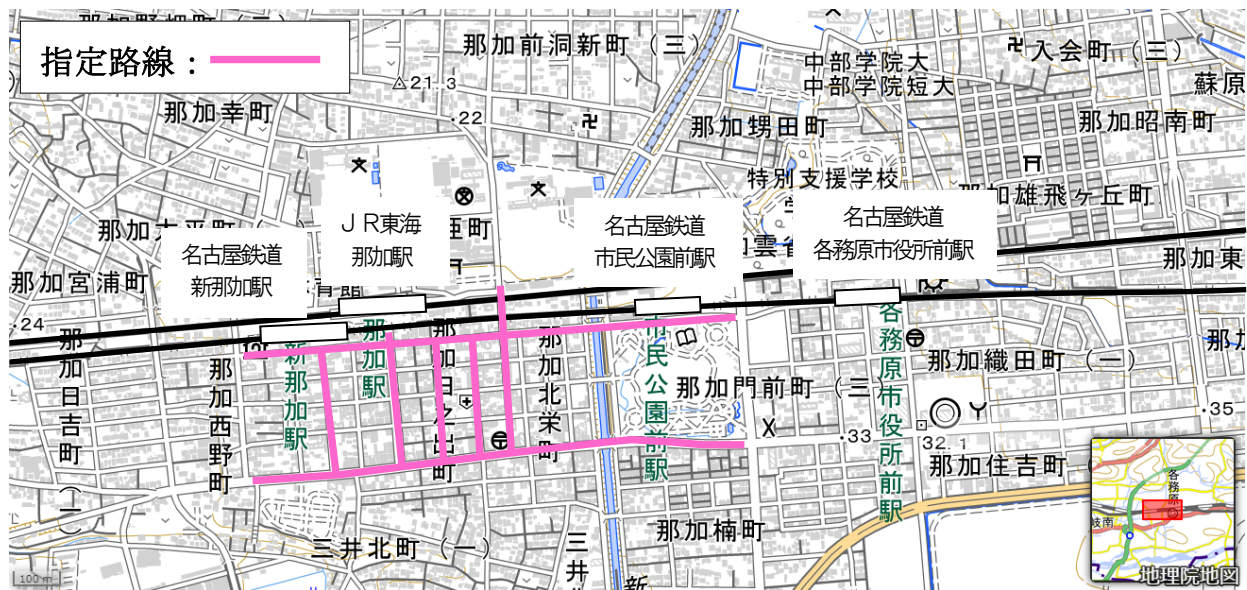 指定路線：
那加前洞新町（三）
中部学院大
中部学院短大
入会町（三）
蘇原
21.3
那加幸町
.22
那加甥田町
那加昭南町
特別支援学校
那加雄飛ヶ丘町
名古屋鉄道
新那加駅
ＪＲ東海
那加駅
名古屋鉄道
市民公園前駅
名古屋鉄道
各務原市役所前駅
那加宮浦町
那加東
.24
那加日吉町（一）
那加西野町
新那加駅
那加駅
那加日之出町
那加北栄町
市民公園前駅
各務原市役所前駅
那加織田町（一）
那加門前町（三）
.35
.33
32.1
那加住吉町
那加楠町
三井北町（一）
三井
新
各務原
岐南
100 m
地理院地図